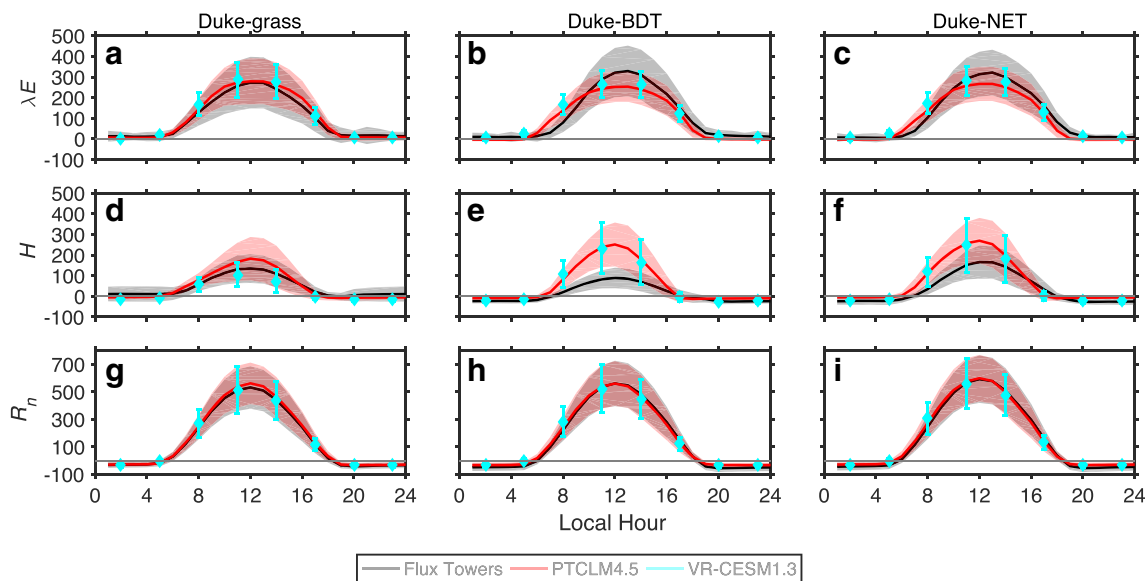 Duke-grass Duke-BDT Duke-NET
a b c
λE
500
400
300
200
100
0
-100
d e f
H
500
400
300
200
100
0
-100
g h i
Rn
700
500
300
100
-100
0 4 8 12 16 20 24 0 4 8 12 16 20 24 0 4 8 12 16 20 24
Local Hour
Flux Towers PTCLM4.5 VR-CESM1.3